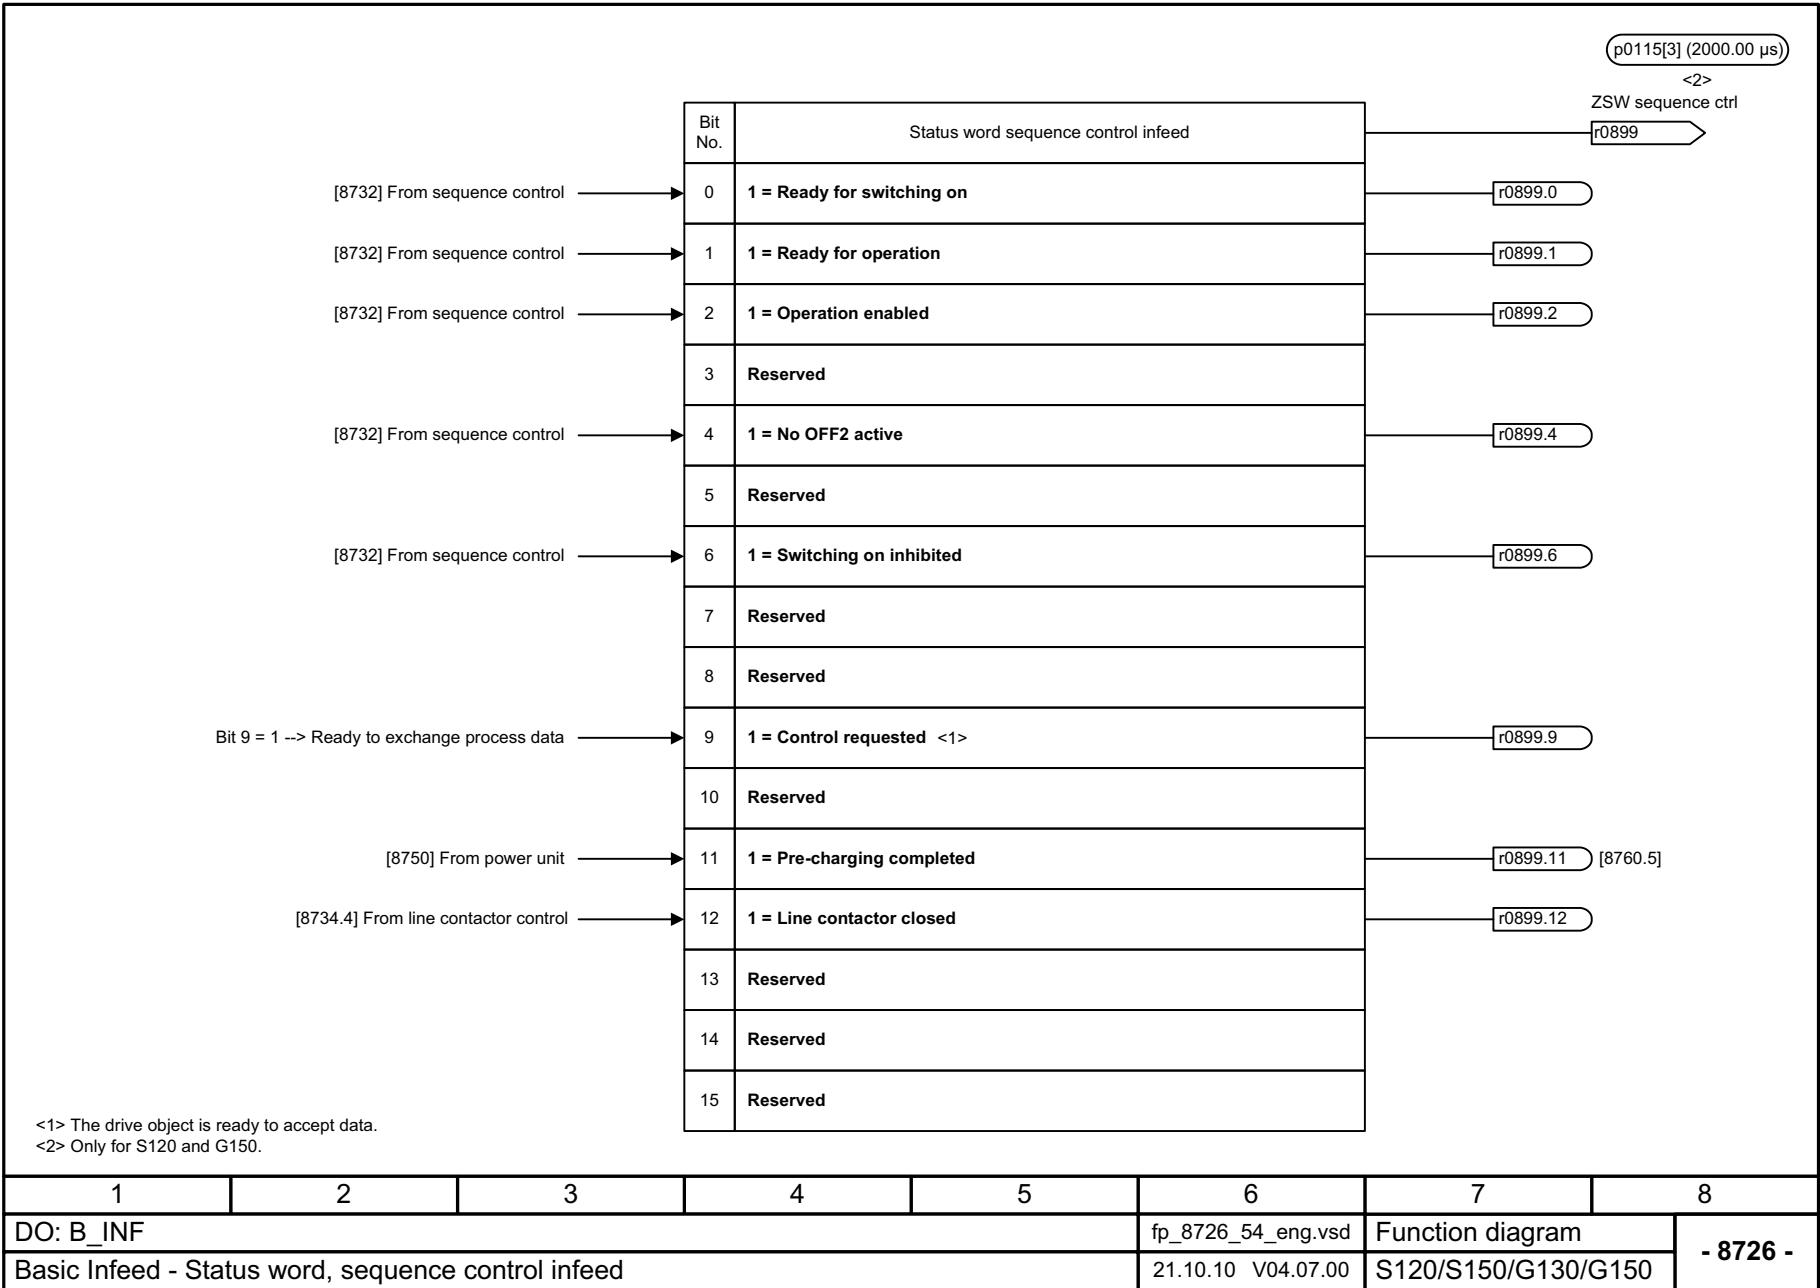 p0115[3] (2000.00 µs)
<2>
ZSW sequence ctrl
Bit No. Status word sequence control infeed r0899
[8732] From sequence control 0 1 = Ready for switching on r0899.0
[8732] From sequence control 1 1 = Ready for operation r0899.1
[8732] From sequence control 2 1 = Operation enabled r0899.2
3 Reserved
[8732] From sequence control 4 1 = No OFF2 active r0899.4
5 Reserved
[8732] From sequence control 6 1 = Switching on inhibited r0899.6
7 Reserved
8 Reserved
Bit 9 = 1 --> Ready to exchange process data 9 1 = Control requested <1> r0899.9
10 Reserved
[8750] From power unit 11 1 = Pre-charging completed r0899.11 [8760.5]
[8734.4] From line contactor control 12 1 = Line contactor closed r0899.12
13 Reserved
14 Reserved
15 Reserved
<1> The drive object is ready to accept data.
<2> Only for S120 and G150.
1 2 3 4 5 6 7 8
DO: B_INF fp_8726_54_eng.vsd Function diagram - 8726 -
Basic Infeed - Status word, sequence control infeed 21.10.10 V04.07.00 S120/S150/G130/G150